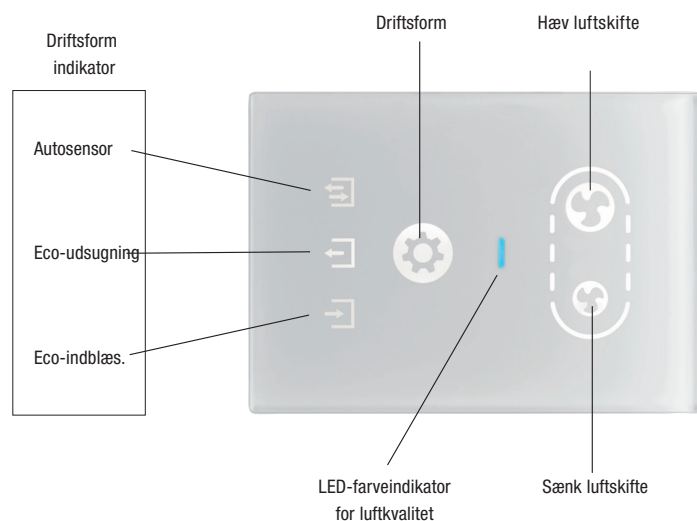 Driftsform
indikator
Driftsform
Hæv luftskifte
Autosensor
Eco-udsugning
Eco-indblæs.
LED-farveindikator
for luftkvalitet
Sænk luftskifte